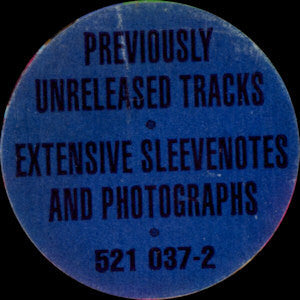 PREVIOUSLY
UNRELEASED TRACKS
•
EXTENSIVE SLEEVENOTES
AND PHOTOGRAPHS
•
521 037-2